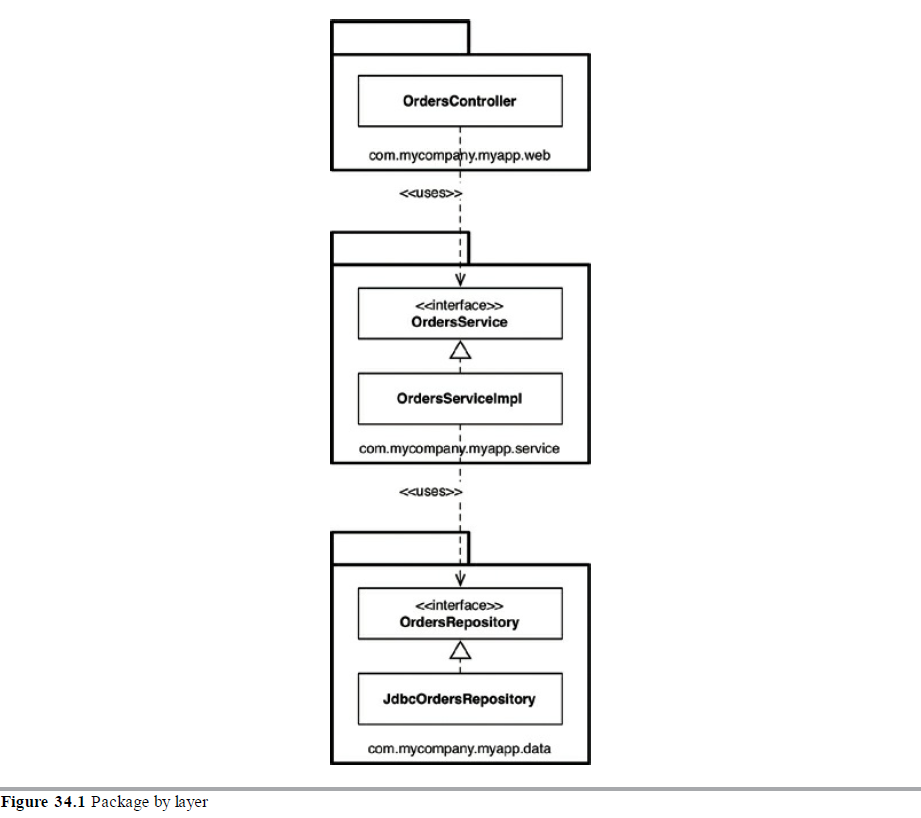 OrdersController
com.mycompany.myapp.web
<<uses>>
<<interface>>
OrdersService
OrdersServiceImpl
com.mycompany.myapp.service
<<uses>>
<<interface>>
OrdersRepository
JdbcOrdersRepository
com.mycompany.myapp.data
Figure 34.1 Package by layer